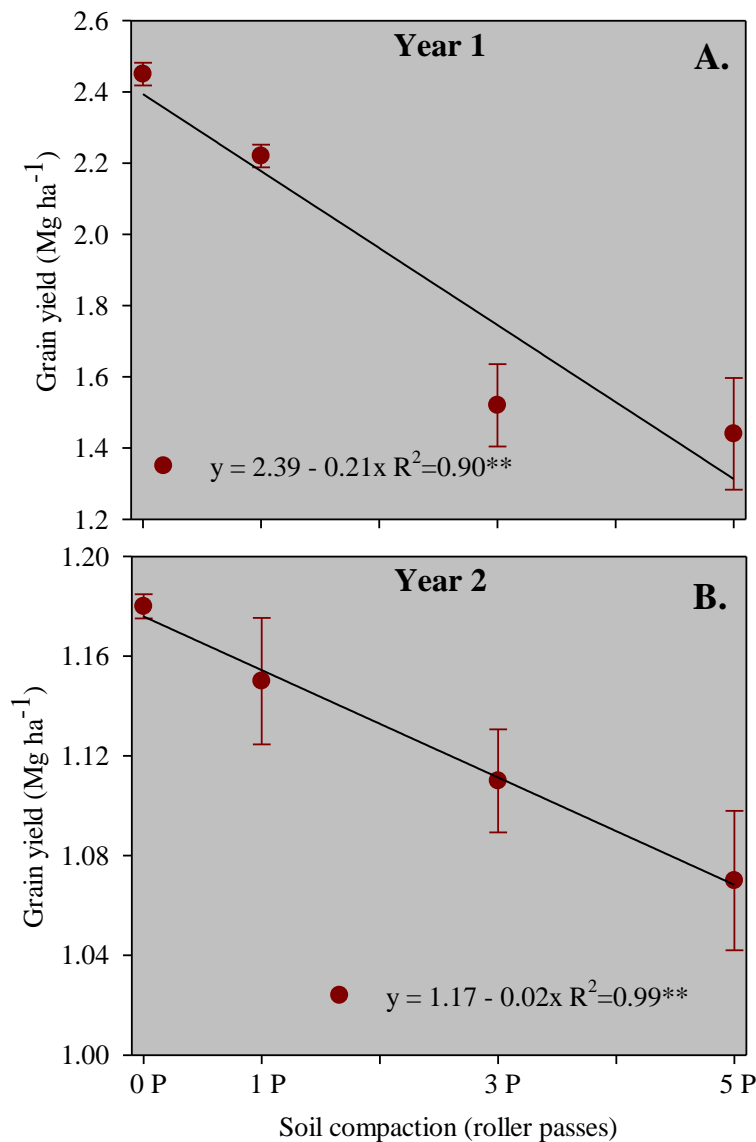 Year 1
A.
2.6
2.4
2.2
2.0
1.8
1.6
1.4
1.2
Grain yield (Mg ha⁻¹)
y = 2.39 - 0.21x R²=0.90**
Year 2
B.
1.20
1.16
1.12
1.08
1.04
1.00
Grain yield (Mg ha⁻¹)
y = 1.17 - 0.02x R²=0.99**
0 P 1 P 3 P 5 P
Soil compaction (roller passes)